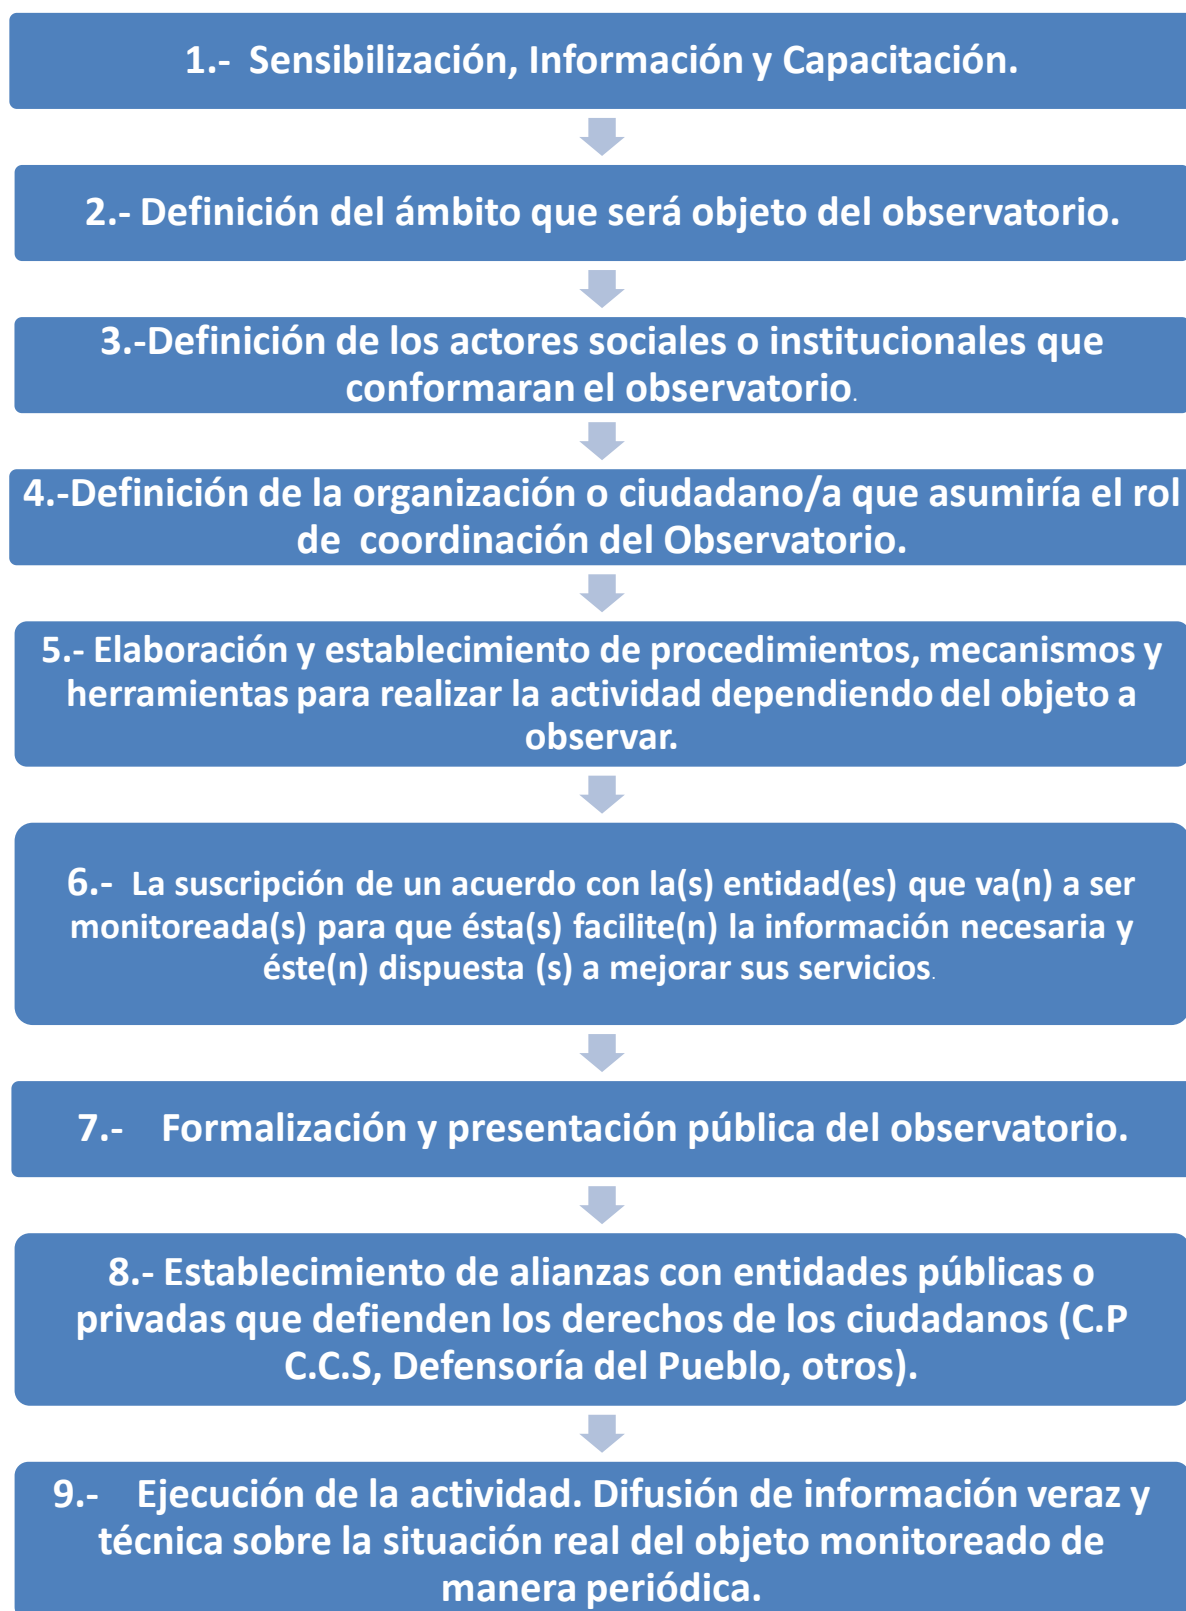 1.- Sensibilización, Información y Capacitación.
2.- Definición del ámbito que será objeto del observatorio.
3.-Definición de los actores sociales o institucionales que
conformaran el observatorio.
4.-Definición de la organización o ciudadano/a que asumiría el rol
de coordinación del Observatorio.
5.- Elaboración y establecimiento de procedimientos, mecanismos y
herramientas para realizar la actividad dependiendo del objeto a
observar.
6.- La suscripción de un acuerdo con la(s) entidad(es) que va(n) a ser
monitoreada(s) para que ésta(s) facilite(n) la información necesaria y
éste(n) dispuesta (s) a mejorar sus servicios.
7.- Formalización y presentación pública del observatorio.
8.- Establecimiento de alianzas con entidades públicas o
privadas que defienden los derechos de los ciudadanos (C.P
C.C.S, Defensoría del Pueblo, otros).
9.- Ejecución de la actividad. Difusión de información veraz y
técnica sobre la situación real del objeto monitoreado de
manera periódica.